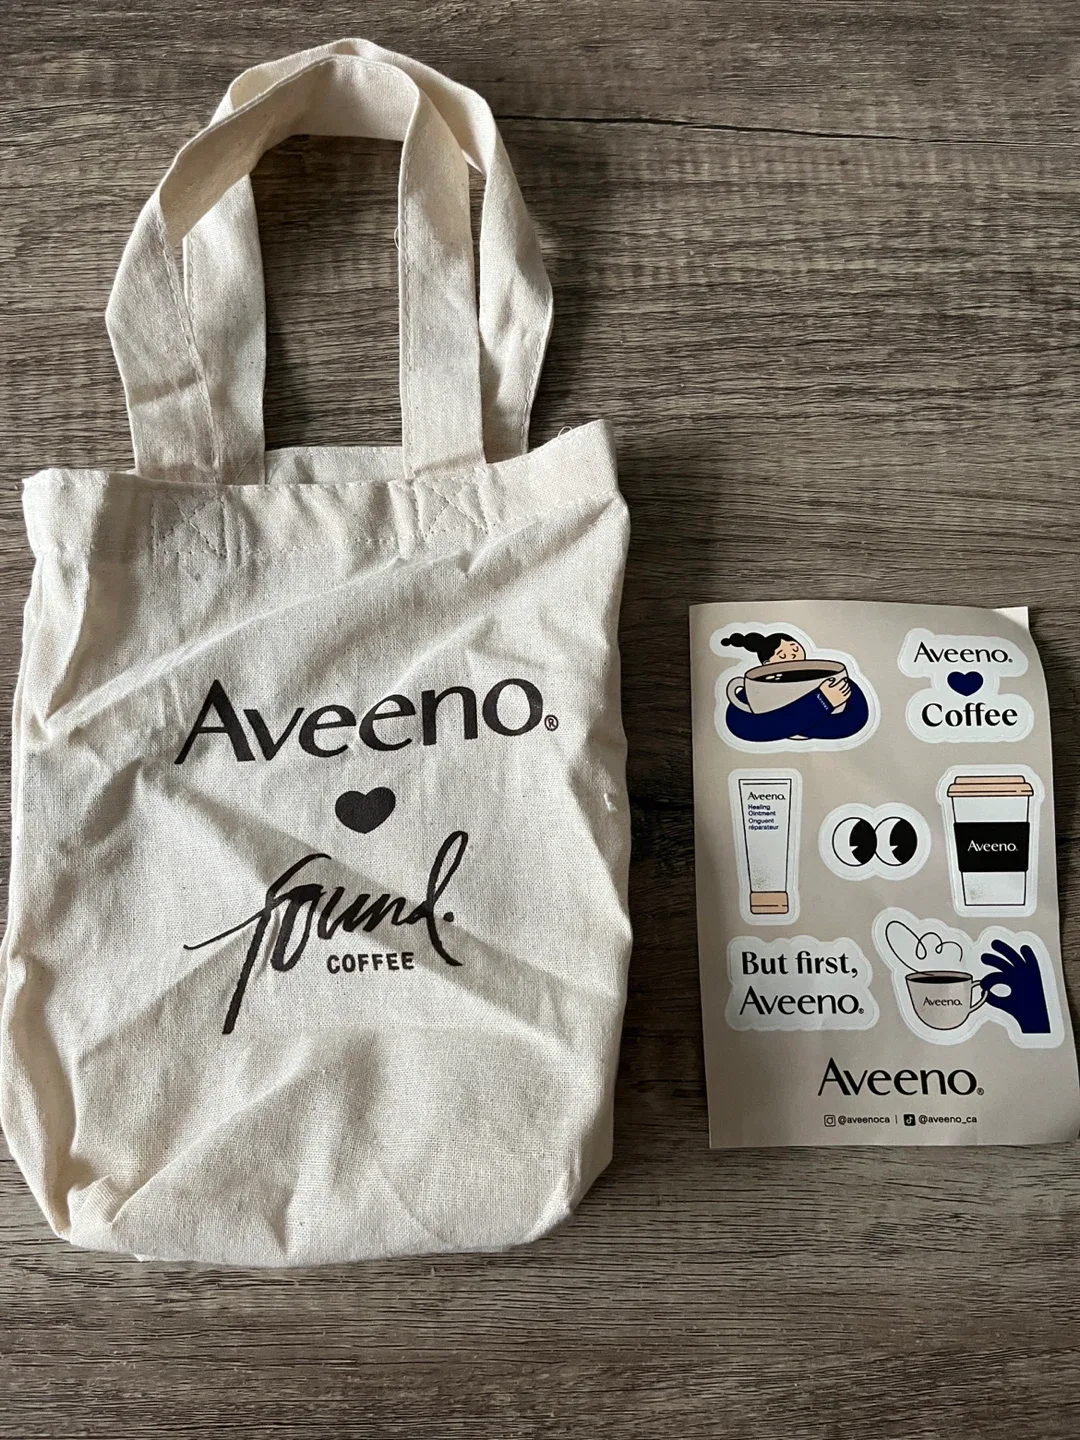 Aveeno®
found.
COFFEE
Aveeno®
Coffee
Aveeno®
Healing
Ointment
Onguent
réparateur
Aveeno®
But first,
Aveeno®
Aveeno®
Aveeno®
@aveenoca | @aveeno_ca